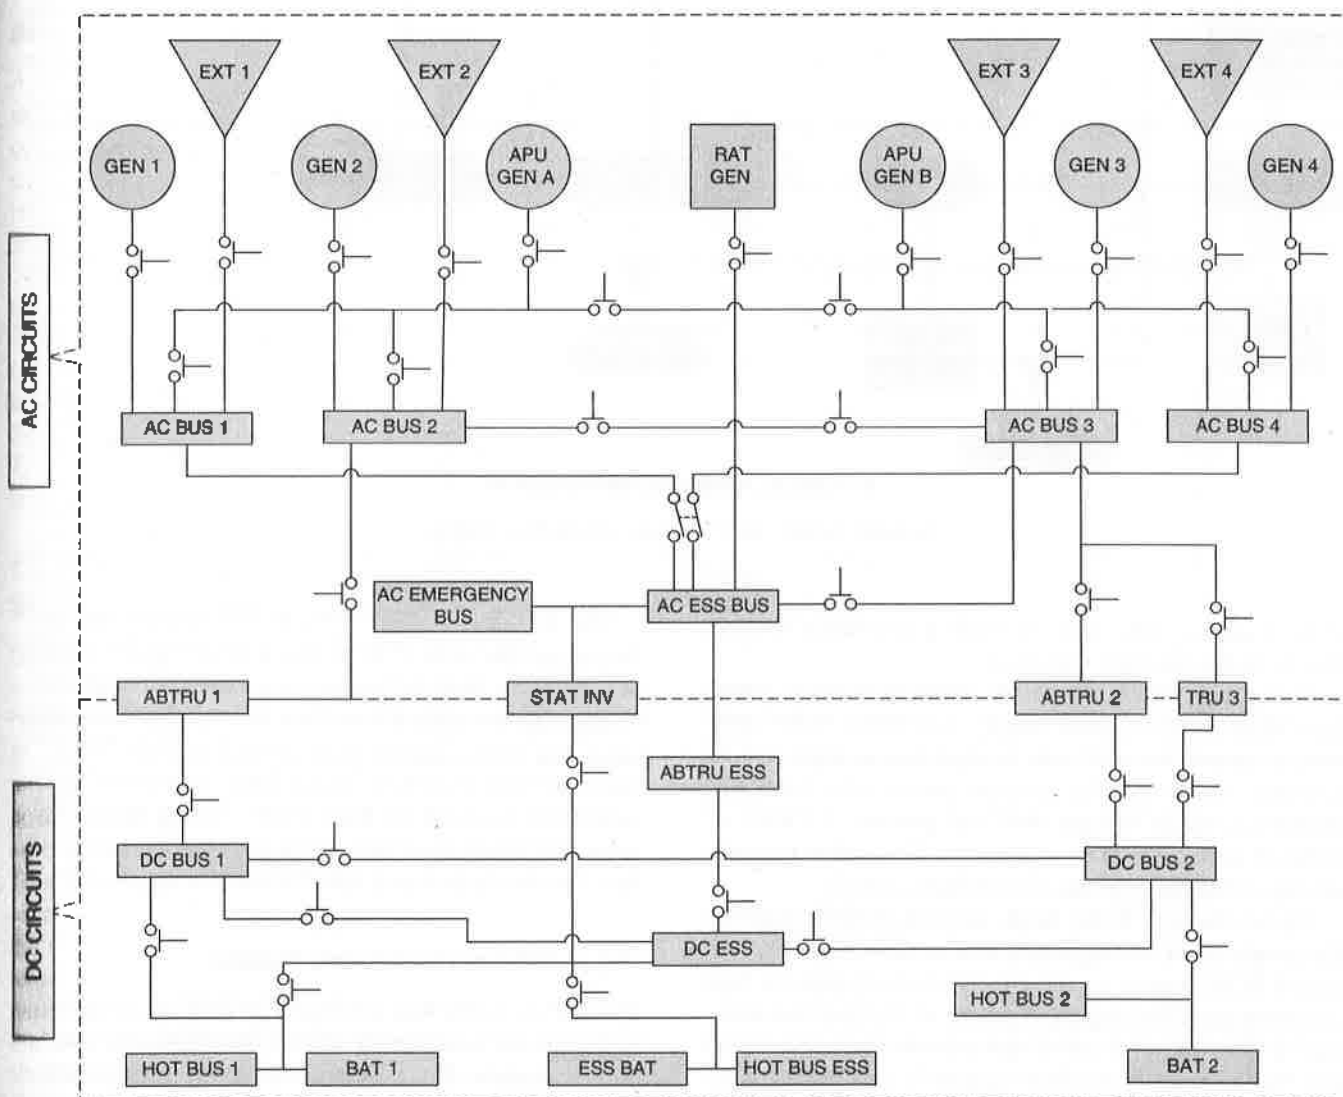 EXT 1
EXT 2
EXT 3
EXT 4
GEN 1
GEN 2
APU
GEN A
RAT
GEN
APU
GEN B
GEN 3
GEN 4
AC CIRCUITS
AC BUS 1
AC BUS 2
AC BUS 3
AC BUS 4
AC EMERGENCY
BUS
AC ESS BUS
ABTRU 1
STAT INV
ABTRU 2
TRU 3
ABTRU ESS
DC CIRCUITS
DC BUS 1
DC BUS 2
DC ESS
HOT BUS 2
HOT BUS 1
BAT 1
ESS BAT
HOT BUS ESS
BAT 2